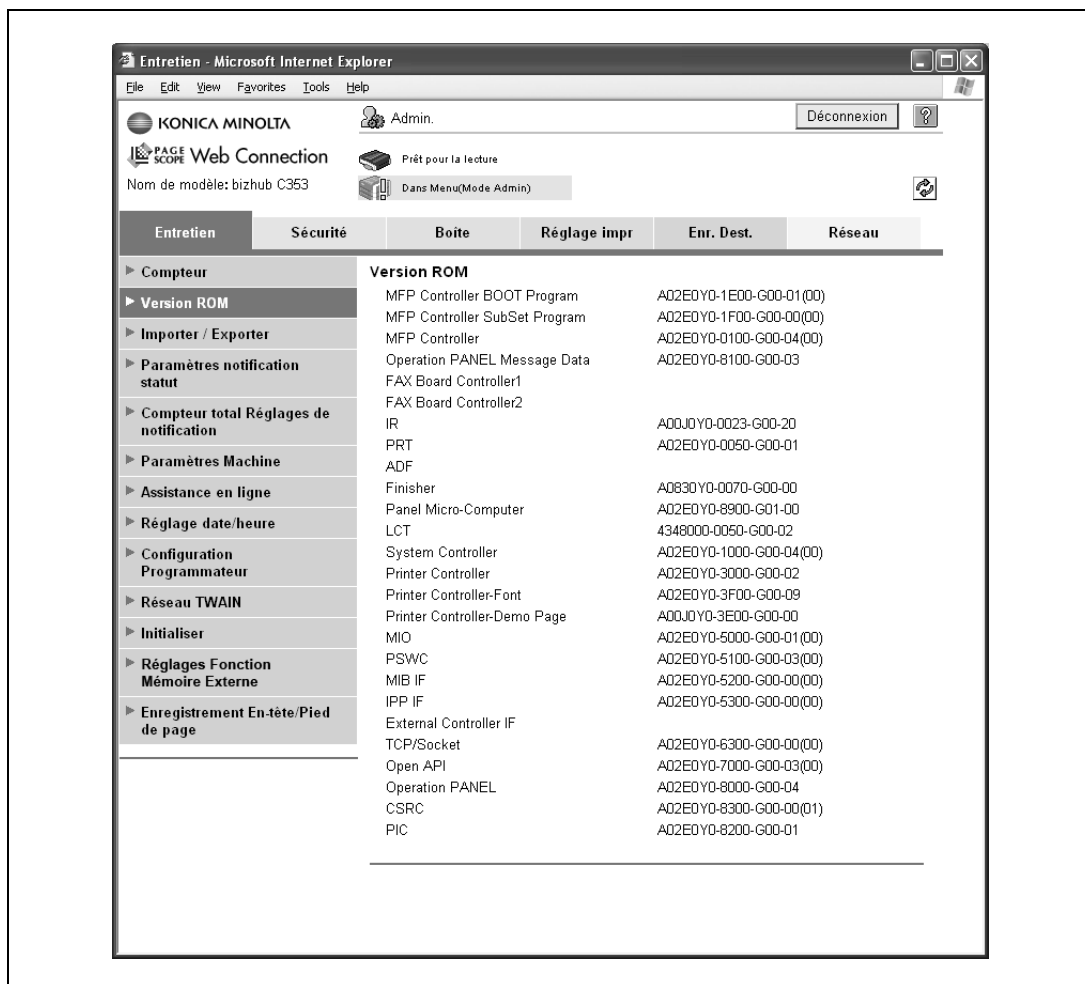 Entretien - Microsoft Internet Explorer
File Edit View Favorites Tools Help
KONICA MINOLTA
Admin.
Déconnexion
?
PAGE SCOPE Web Connection
Prêt pour la lecture
Nom de modèle: bizhub C353
Dans Menu(Mode Admin)
Entretien Sécurité Boite Réglage impr Enr. Dest. Réseau
Compteur
Version ROM
Importer / Exporter
Paramètres notification
statut
Compteur total Réglages de
notification
Paramètres Machine
Assistance en ligne
Réglage date/heure
Configuration
Programmateur
Réseau TWAIN
Initialiser
Réglages Fonction
Mémoire Externe
Enregistrement En-tète/Pied
de page
Version ROM
MFP Controller BOOT Program A02E0Y0-1E00-G00-01(00)
MFP Controller SubSet Program A02E0Y0-1F00-G00-00(00)
MFP Controller A02E0Y0-0100-G00-04(00)
Operation PANEL Message Data A02E0Y0-8100-G00-03
FAX Board Controller1
FAX Board Controller2
IR A00J0Y0-0023-G00-20
PRT A02E0Y0-0050-G00-01
ADF
Finisher A0830Y0-0070-G00-00
Panel Micro-Computer A02E0Y0-8900-G01-00
LCT 4348000-0050-G00-02
System Controller A02E0Y0-1000-G00-04(00)
Printer Controller A02E0Y0-3000-G00-02
Printer Controller-Font A02E0Y0-3F00-G00-09
Printer Controller-Demo Page A00J0Y0-3E00-G00-00
MIO A02E0Y0-5000-G00-01(00)
PSWC A02E0Y0-5100-G00-03(00)
MIB IF A02E0Y0-5200-G00-00(00)
IPP IF A02E0Y0-5300-G00-00(00)
External Controller IF
TCP/Socket A02E0Y0-6300-G00-00(00)
Open API A02E0Y0-7000-G00-03(00)
Operation PANEL A02E0Y0-8000-G00-04
CSRC A02E0Y0-8300-G00-00(01)
PIC A02E0Y0-8200-G00-01